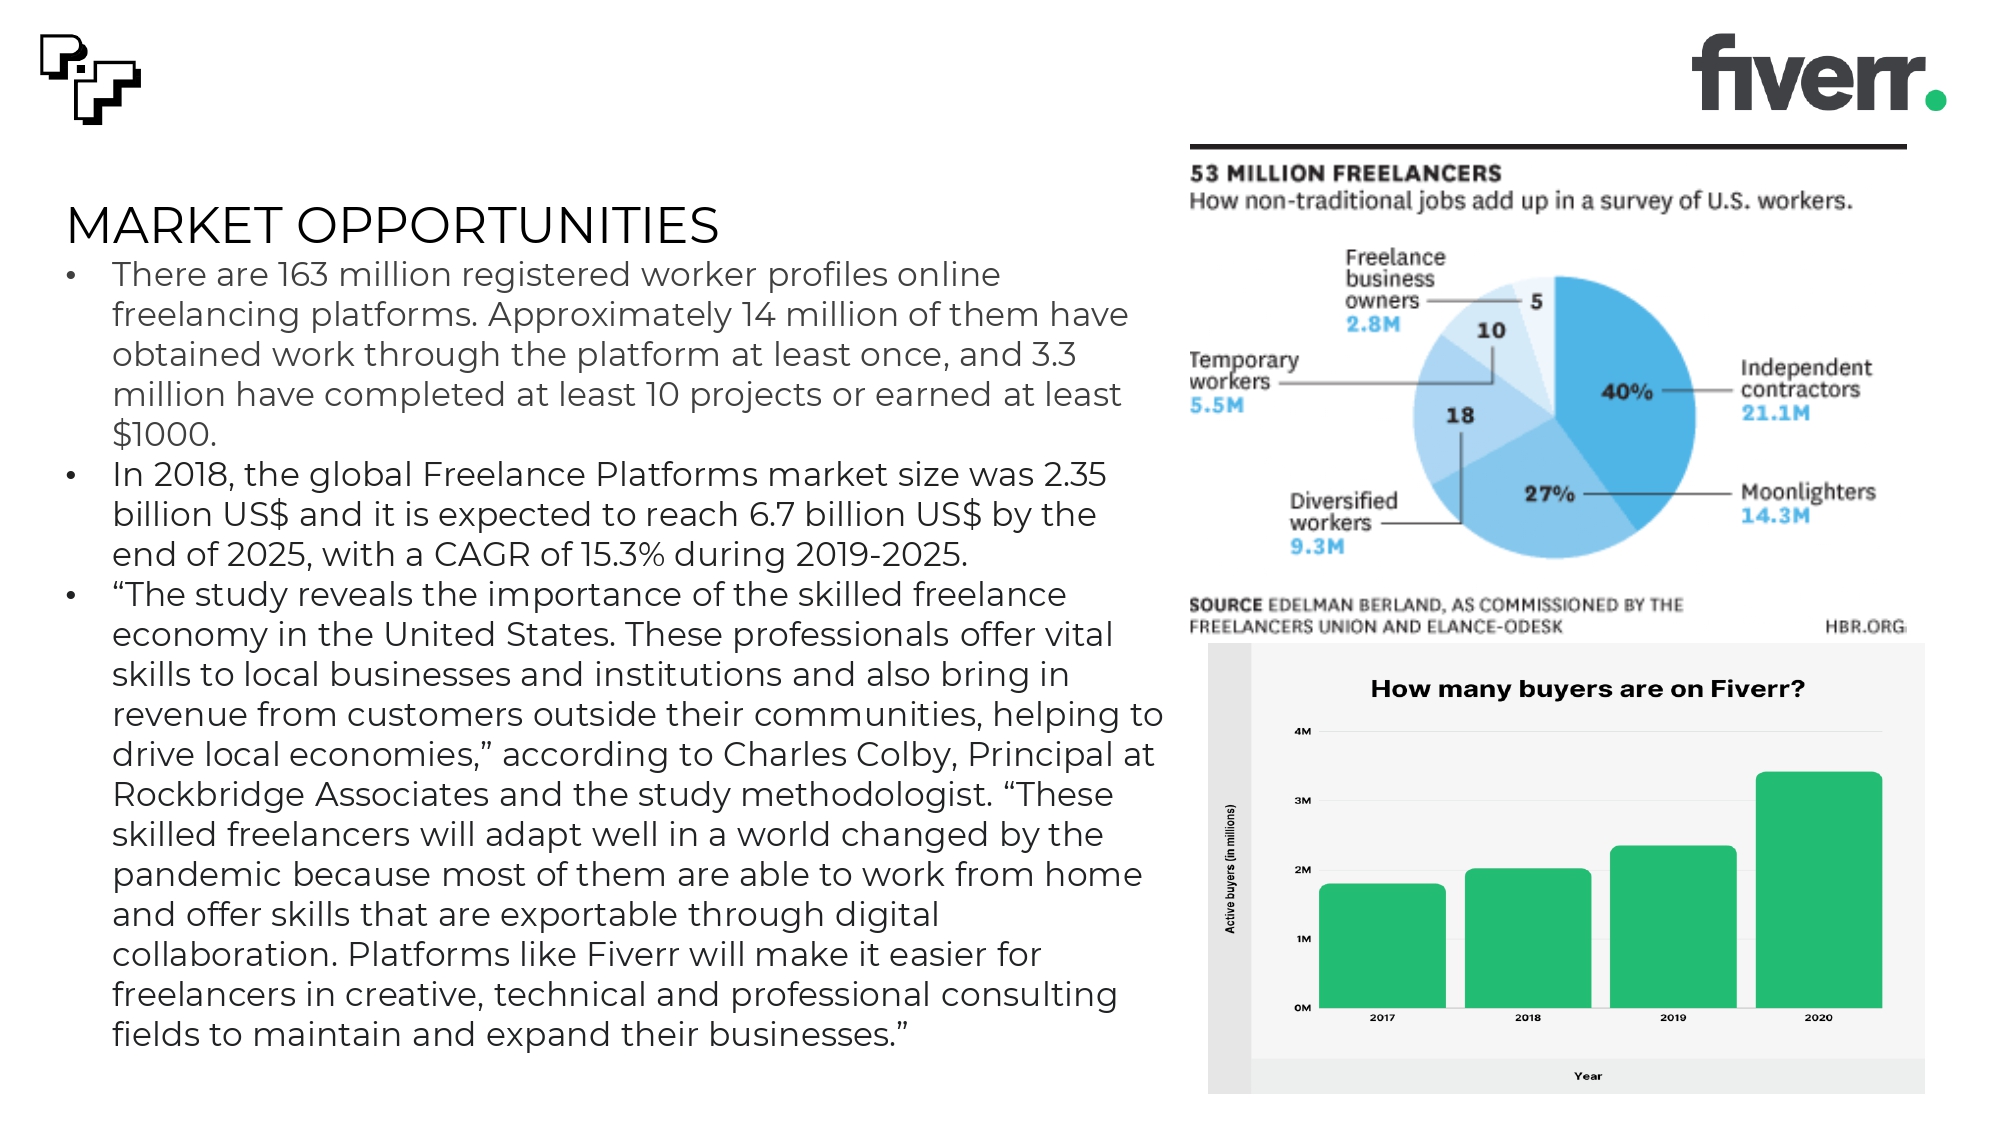 fiverr.
MARKET OPPORTUNITIES
• There are 163 million registered worker profiles online
freelancing platforms. Approximately 14 million of them have
obtained work through the platform at least once, and 3.3
million have completed at least 10 projects or earned at least
$1000.
• In 2018, the global Freelance Platforms market size was 2.35
billion US$ and it is expected to reach 6.7 billion US$ by the
end of 2025, with a CAGR of 15.3% during 2019-2025.
• “The study reveals the importance of the skilled freelance
economy in the United States. These professionals offer vital
skills to local businesses and institutions and also bring in
revenue from customers outside their communities, helping to
drive local economies,” according to Charles Colby, Principal at
Rockbridge Associates and the study methodologist. “These
skilled freelancers will adapt well in a world changed by the
pandemic because most of them are able to work from home
and offer skills that are exportable through digital
collaboration. Platforms like Fiverr will make it easier for
freelancers in creative, technical and professional consulting
fields to maintain and expand their businesses.”
53 MILLION FREELANCERS
How non-traditional jobs add up in a survey of U.S. workers.
Freelance
business
owners
2.8M
5
10
Temporary
workers
5.5M
Independent
contractors
21.1M
40%
18
27%
Moonlighters
14.3M
Diversified
workers
9.3M
SOURCE EDELMAN BERLAND, AS COMMISSIONED BY THE
FREELANCERS UNION AND ELANCE-ODESK
HBR.ORG
How many buyers are on Fiverr?
Active buyers (in millions)
4M
3M
2M
1M
0M
2017
2018
2019
2020
Year